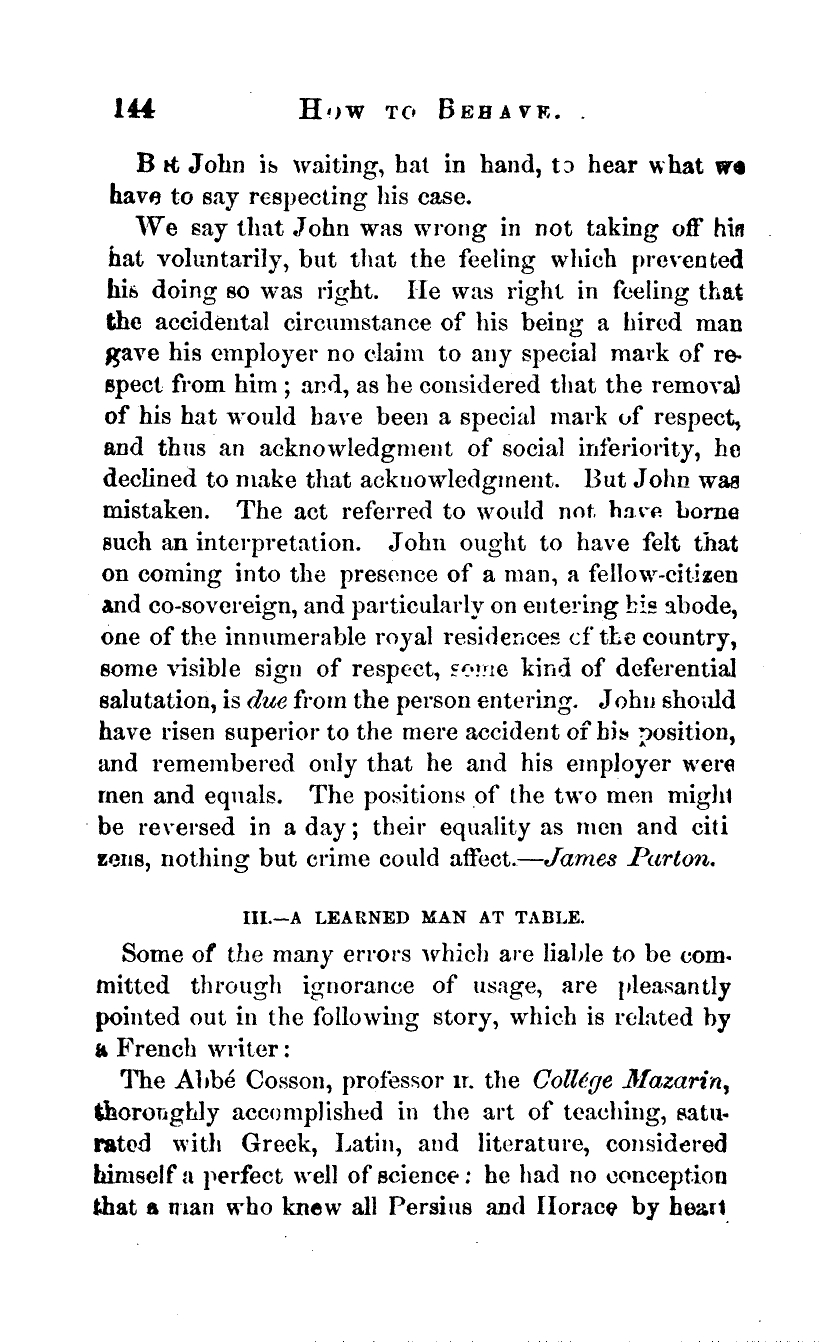 144 HOW TO BEHAVE.
But John is waiting, hat in hand, to hear what we
have to say respecting his case.
We say that John was wrong in not taking off his
hat voluntarily, but that the feeling which prevented
his doing so was right. He was right in feeling that
the accidental circumstance of his being a hired man
gave his employer no claim to any special mark of re-
spect from him; and, as he considered that the removal
of his hat would have been a special mark of respect,
and thus an acknowledgment of social inferiority, he
declined to make that acknowledgment. But John was
mistaken. The act referred to would not have borne
such an interpretation. John ought to have felt that
on coming into the presence of a man, a fellow-citizen
and co-sovereign, and particularly on entering his abode,
one of the innumerable royal residences of the country,
some visible sign of respect, some kind of deferential
salutation, is due from the person entering. John should
have risen superior to the mere accident of his position,
and remembered only that he and his employer were
men and equals. The positions of the two men might
be reversed in a day; their equality as men and citi
zens, nothing but crime could affect.—James Parton.
III.—A LEARNED MAN AT TABLE.
Some of the many errors which are liable to be com-
mitted through ignorance of usage, are pleasantly
pointed out in the following story, which is related by
a French writer:
The Abbé Cosson, professor in the Collége Mazarin,
thoroughly accomplished in the art of teaching, satu-
rated with Greek, Latin, and literature, considered
himself a perfect well of science: he had no conception
that a man who knew all Persius and Horace by heart